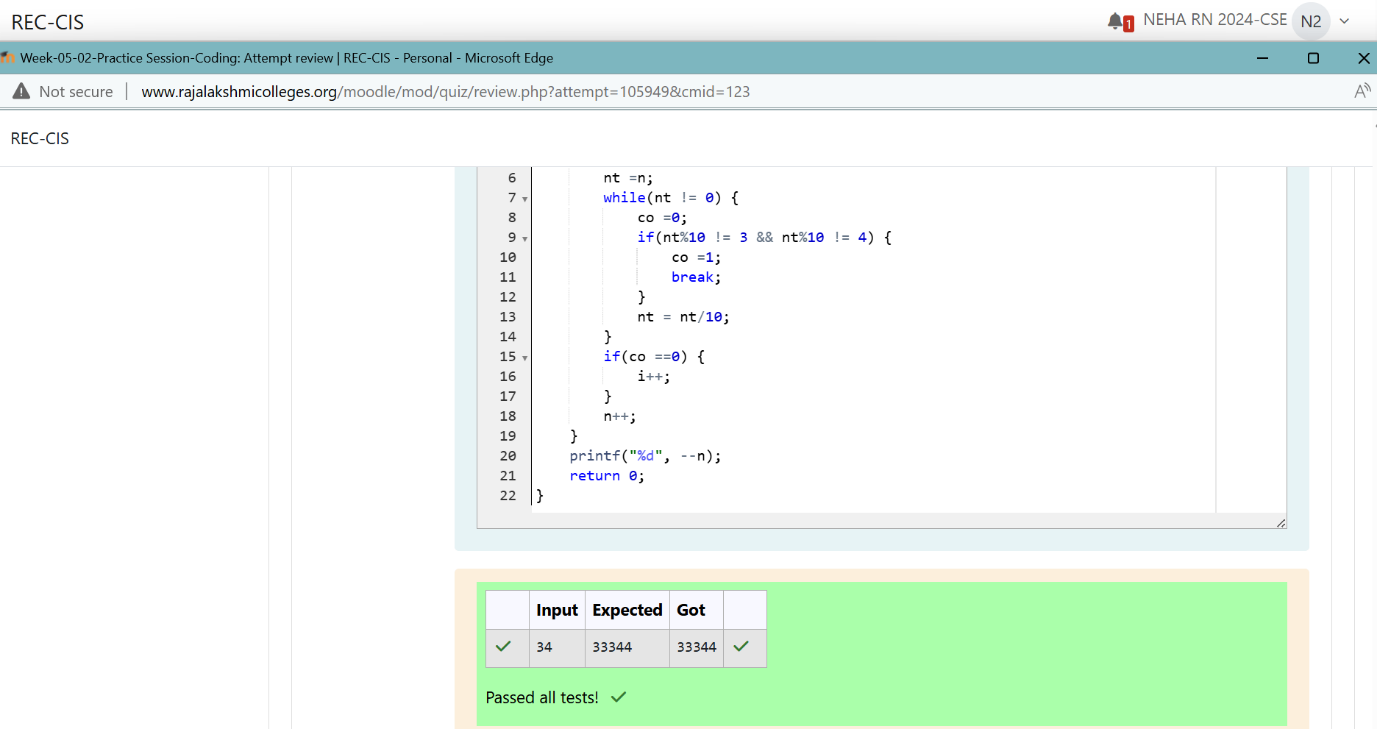 REC-CIS
1 NEHA RN 2024-CSE N2
Week-05-02-Practice Session-Coding: Attempt review | REC-CIS - Personal - Microsoft Edge
Not secure | www.rajalakshmicolleges.org/moodle/mod/quiz/review.php?attempt=105949&cmid=123
REC-CIS
6 nt =n;
7 while(nt != 0) {
8 co =0;
9 if(nt%10 != 3 && nt%10 != 4) {
10 co =1;
11 break;
12 }
13 nt = nt/10;
14 }
15 if(co ==0) {
16 i++;
17 }
18 n++;
19 }
20 printf("%d", --n);
21 return 0;
22 }
Input Expected Got
34 33344 33344
Passed all tests!